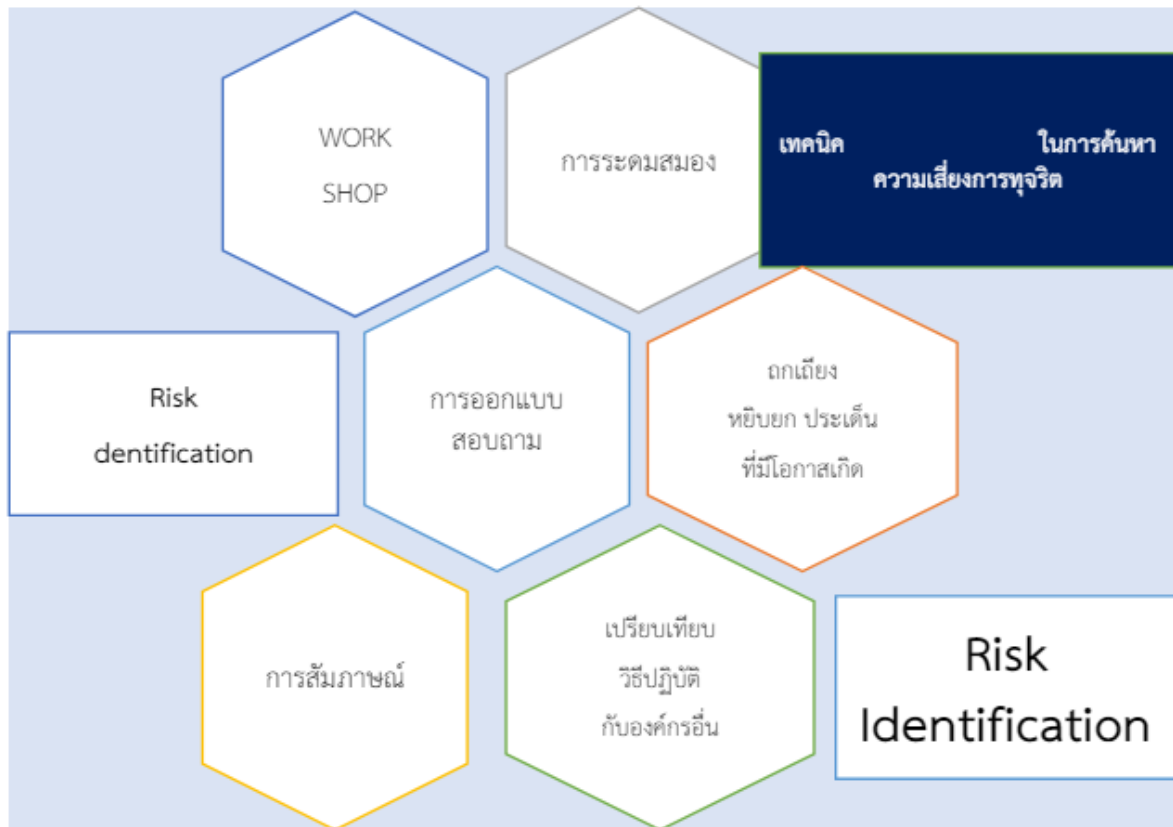 WORK
SHOP
การระดมสมอง
เทคนิค ในการค้นหา
ความเสี่ยงการทุจริต
Risk
dentification
การออกแบบ
สอบถาม
ถกเถียง
หยิบยก ประเด็น
ที่มีโอกาสเกิด
การสัมภาษณ์
เปรียบเทียบ
วิธีปฏิบัติ
กับองค์กรอื่น
Risk
Identification